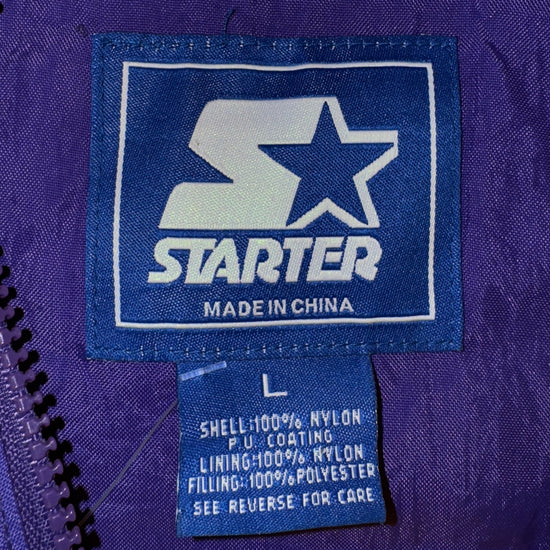 STARTER
MADE IN CHINA
L
SHELL:100% NYLON
P.U. COATING
LINING:100% NYLON
FILLING:100%POLYESTER
SEE REVERSE FOR CARE